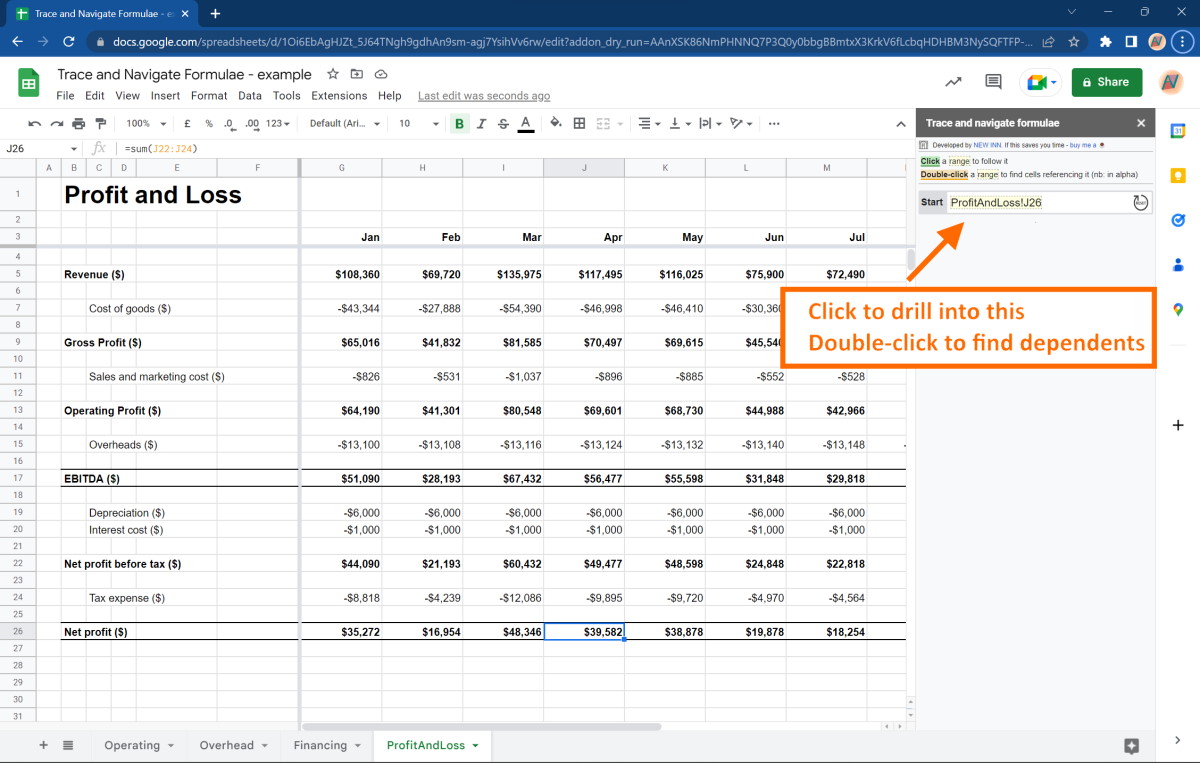 Trace and Navigate Formulae - e
docs.google.com/spreadsheets/d/1Oi6EbAgHJZt_5J64TNgh9gdhAn9sn-agj7YsihVv6rw/edit?addon_dry_run=AAnXSK86NmPHNNQ7P3Q0y0bbgBBmtxX3KrkV6fLcbqHDHBM3NySQFTFP-...
Trace and Navigate Formulae - example
File Edit View Insert Format Data Tools Extensions Help Last edit was seconds ago
Share
100% £ % .0 .00 123 Default (Ari... 10 B I S A
J26 fx =sum(J22:J24)
A B C D E F G H I J K L M
1 Profit and Loss
2
3 Jan Feb Mar Apr May Jun Jul
4
5 Revenue ($) $108,360 $69,720 $135,975 $117,495 $116,025 $75,900 $72,490
6
7 Cost of goods ($) -$43,344 -$27,888 -$54,390 -$46,998 -$46,410 -$30,360
8
9 Gross Profit ($) $65,016 $41,832 $81,585 $70,497 $69,615 $45,540
10
11 Sales and marketing cost ($) -$826 -$531 -$1,037 -$896 -$885 -$552 -$528
12
13 Operating Profit ($) $64,190 $41,301 $80,548 $69,601 $68,730 $44,988 $42,966
14
15 Overheads ($) -$13,100 -$13,108 -$13,116 -$13,124 -$13,132 -$13,140 -$13,148
16
17 EBITDA ($) $51,090 $28,193 $67,432 $56,477 $55,598 $31,848 $29,818
18
19 Depreciation ($) -$6,000 -$6,000 -$6,000 -$6,000 -$6,000 -$6,000 -$6,000
20 Interest cost ($) -$1,000 -$1,000 -$1,000 -$1,000 -$1,000 -$1,000 -$1,000
21
22 Net profit before tax ($) $44,090 $21,193 $60,432 $49,477 $48,598 $24,848 $22,818
23
24 Tax expense ($) -$8,818 -$4,239 -$12,086 -$9,895 -$9,720 -$4,970 -$4,564
25
26 Net profit ($) $35,272 $16,954 $48,346 $39,582 $38,878 $19,878 $18,254
27
28
29
30
31
Trace and navigate formulae
Developed by NEW INN. If this saves you time - buy me a
Click a range to follow it
Double-click a range to find cells referencing it (nb: in alpha)
Start ProfitAndLoss!J26
Click to drill into this
Double-click to find dependents
31
Operating Overhead Financing ProfitAndLoss